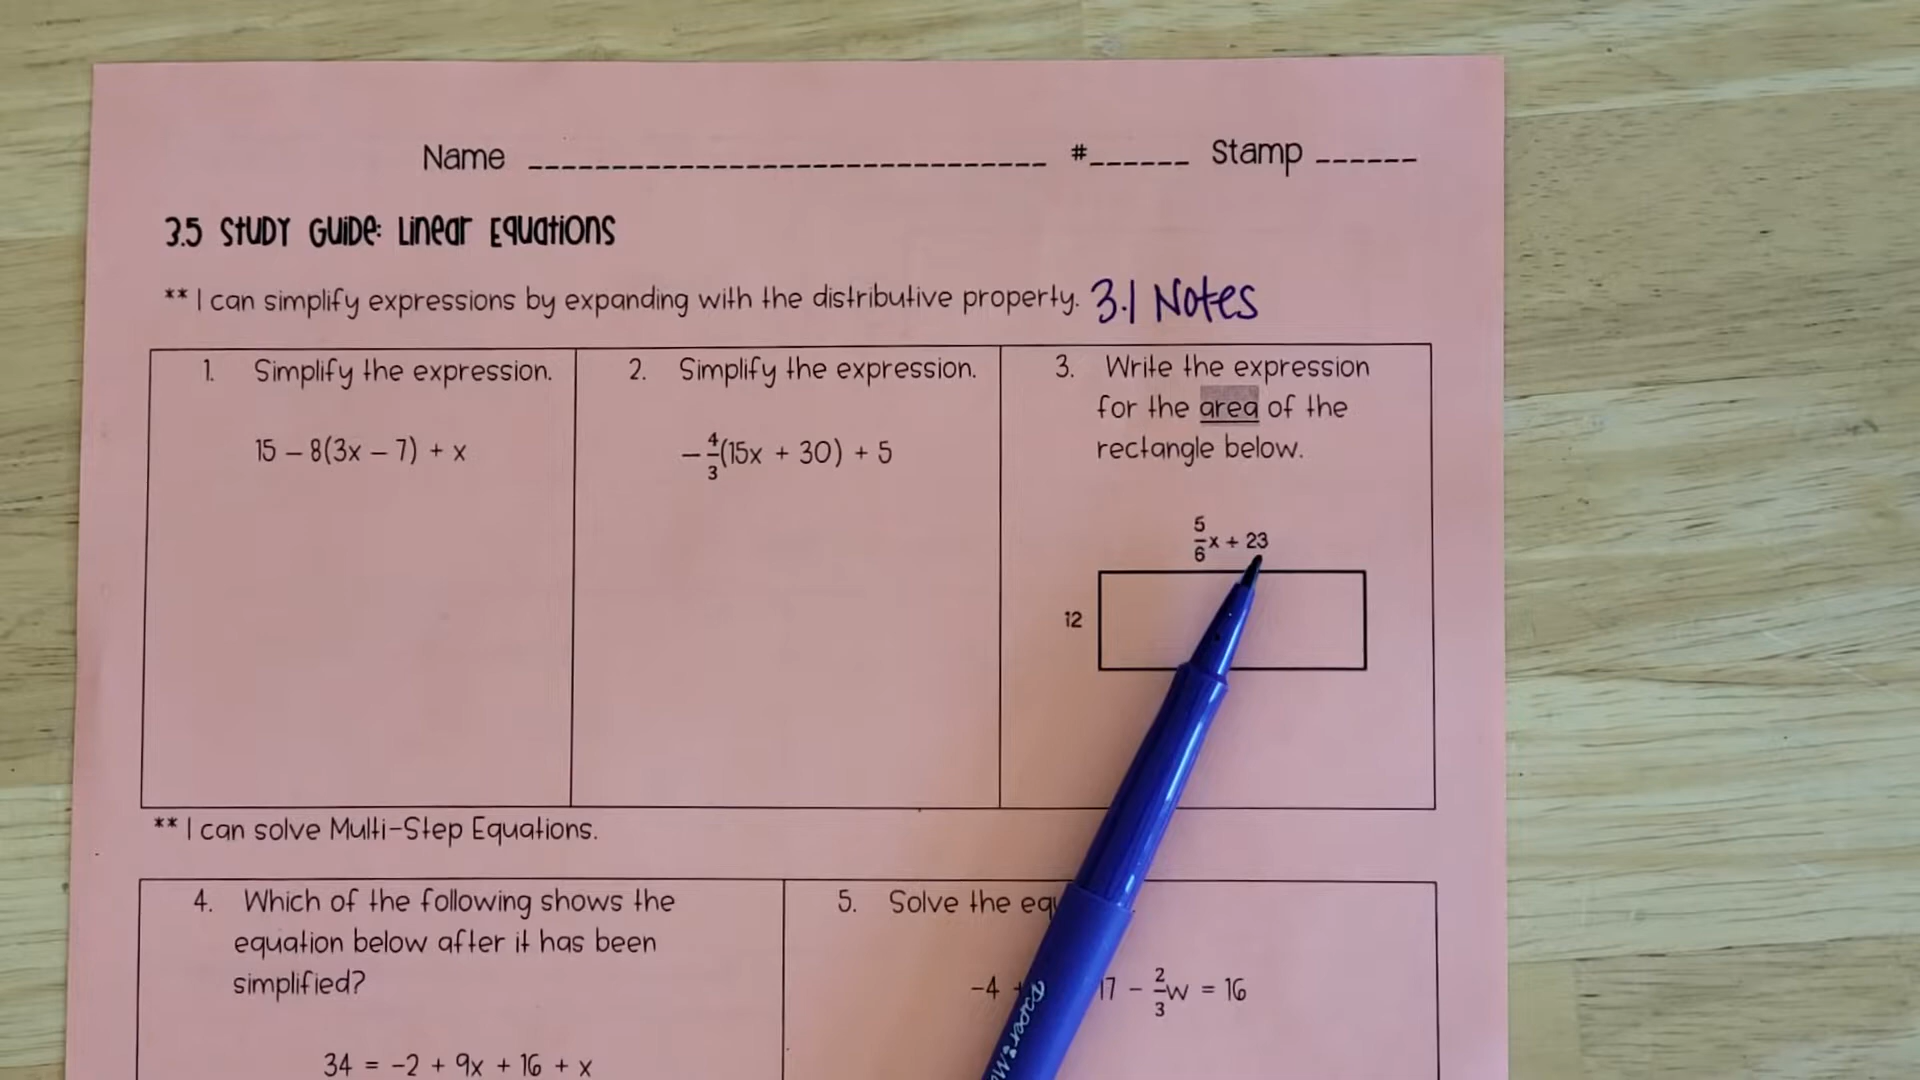 Name ______________________________ #______ Stamp ______
3.5 Study Guide: Linear Equations
** I can simplify expressions by expanding with the distributive property. 3.1 Notes
1. Simplify the expression.
15 – 8(3x – 7) + x
2. Simplify the expression.
–4/3(15x + 30) + 5
3. Write the expression
for the area of the
rectangle below.
5/6x + 23
12
** I can solve Multi-Step Equations.
4. Which of the following shows the
equation below after it has been
simplified?
34 = -2 + 9x + 16 + x
5. Solve the
-4 17 – 2/3w = 16